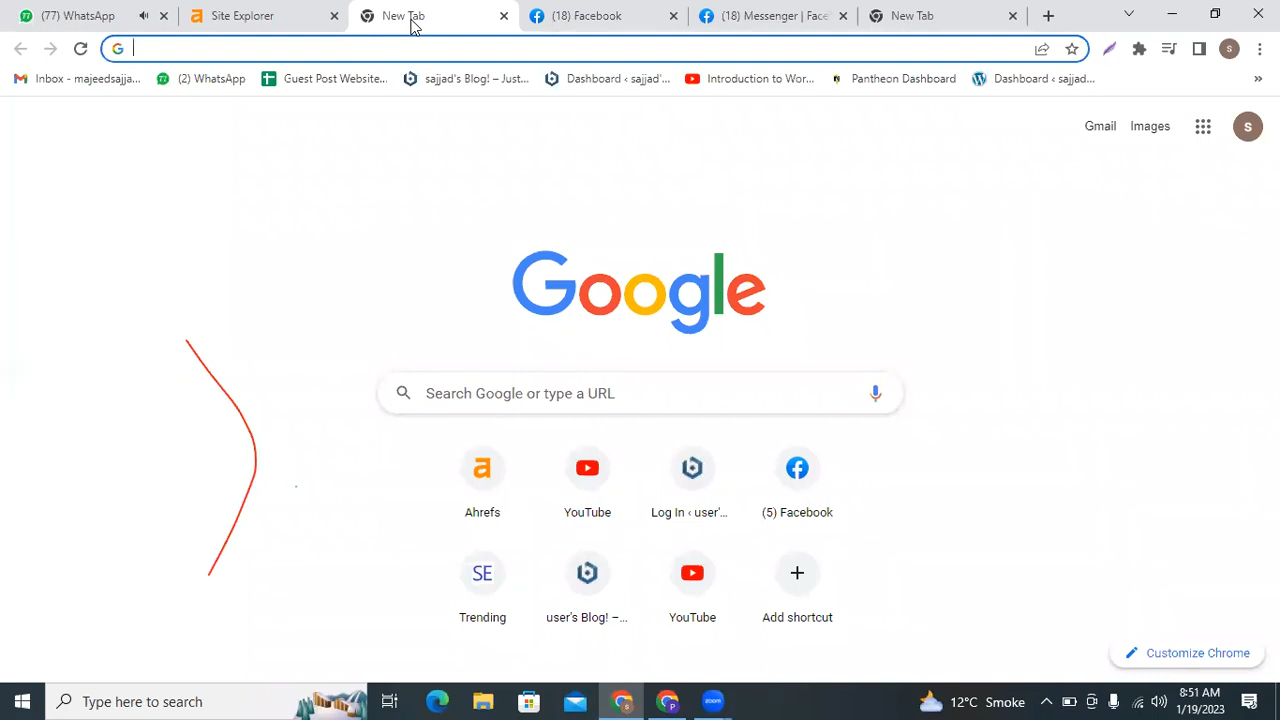 (77) WhatsApp
Site Explorer
New Tab
(18) Facebook
(18) Messenger | Face
New Tab
Inbox - majeedsajja...
(2) WhatsApp
Guest Post Website...
sajjad's Blog! – Just...
Dashboard ‹ sajjad'...
Introduction to Wor...
Pantheon Dashboard
Dashboard ‹ sajjad...
Gmail
Images
S
Google
Search Google or type a URL
Ahrefs
YouTube
Log In ‹ user'...
(5) Facebook
SE
Trending
user's Blog! –...
YouTube
Add shortcut
Customize Chrome
Type here to search
zoom
12°C Smoke
8:51 AM
1/19/2023